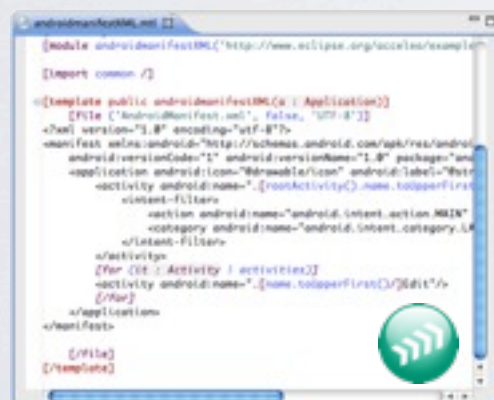 androidmanifestXML.mtl
[module androidmanifestXML('http://www.eclipse.org/acceleo/example
[import common /]
[template public androidmanifestXML(a : Application)]
[file ('AndroidManifest.xml', false, 'UTF-8')]
<?xml version="1.0" encoding="utf-8"?>
<manifest xmlns:android="http://schemas.android.com/apk/res/androi
android:versionCode="1" android:versionName="1.0" package="
<application android:icon="@drawable/icon" android:label="@str
<activity android:name=".[rootActivity().name.toUpperFirst
<intent-filter>
<action android:name="android.intent.action.MAIN"
<category android:name="android.intent.category.LA
</intent-filter>
</activity>
[for (it : Activity | activities)]
<activity android:name=".[name.toUpperFirst()/]Edit"/>
[/for]
</application>
</manifest>
[/file]
[/template]